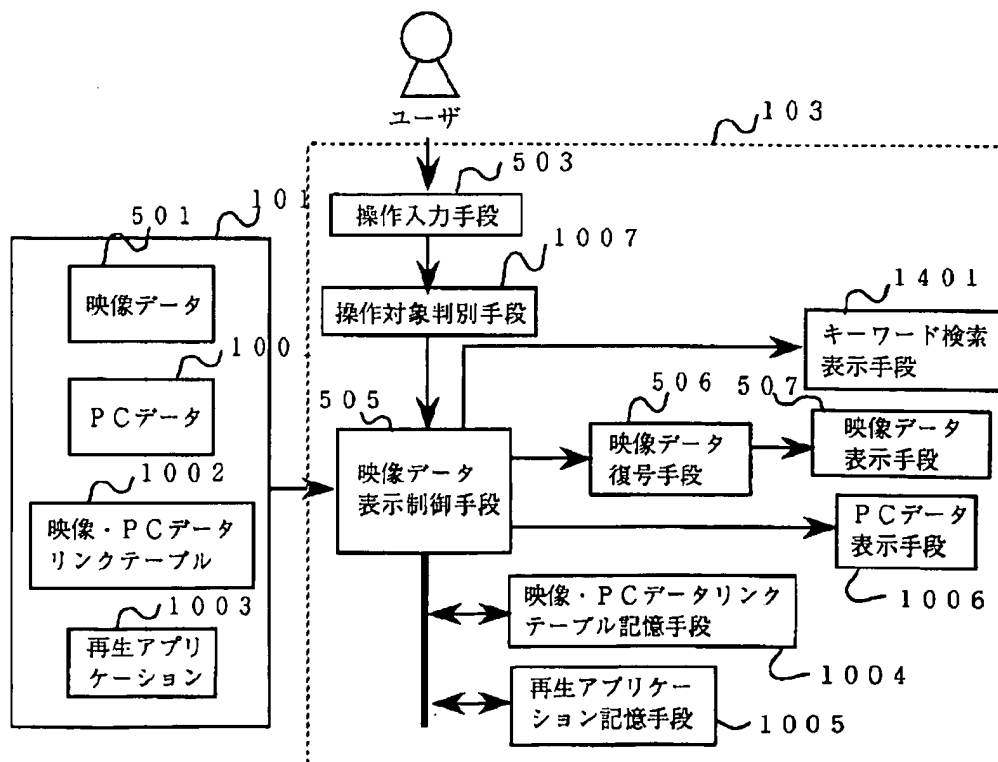 ユーザ
103
503
操作入力手段
1007
操作対象判別手段
101
501
映像データ
100
PCデータ
1002
映像・PCデータ
リンクテーブル
1003
再生アプリ
ケーション
505
映像データ
表示制御手段
1401
キーワード検索
表示手段
506
映像データ
復号手段
507
映像データ
表示手段
PCデータ
表示手段
1006
映像・PCデータリンク
テーブル記憶手段
1004
再生アプリケー
ション記憶手段
1005